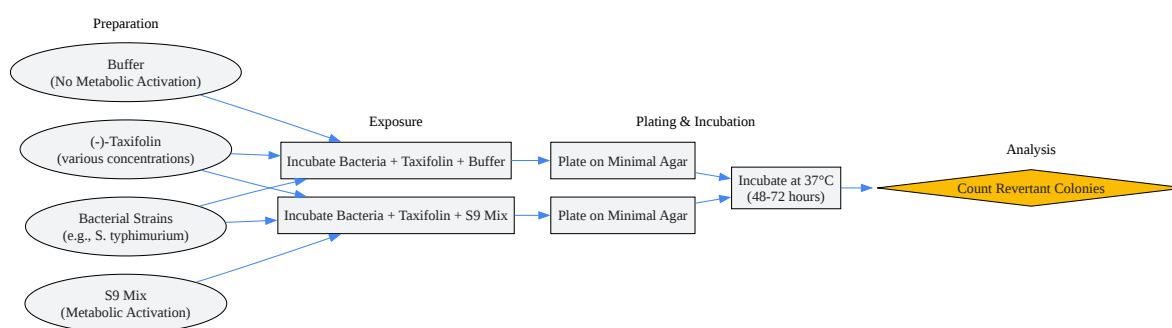 Preparation
Buffer
(No Metabolic Activation)
(-)-Taxifolin
(various concentrations)
Bacterial Strains
(e.g., S. typhimurium)
S9 Mix
(Metabolic Activation)
Exposure
Incubate Bacteria + Taxifolin + Buffer
Incubate Bacteria + Taxifolin + S9 Mix
Plating & Incubation
Plate on Minimal Agar
Plate on Minimal Agar
Incubate at 37°C
(48-72 hours)
Analysis
Count Revertant Colonies